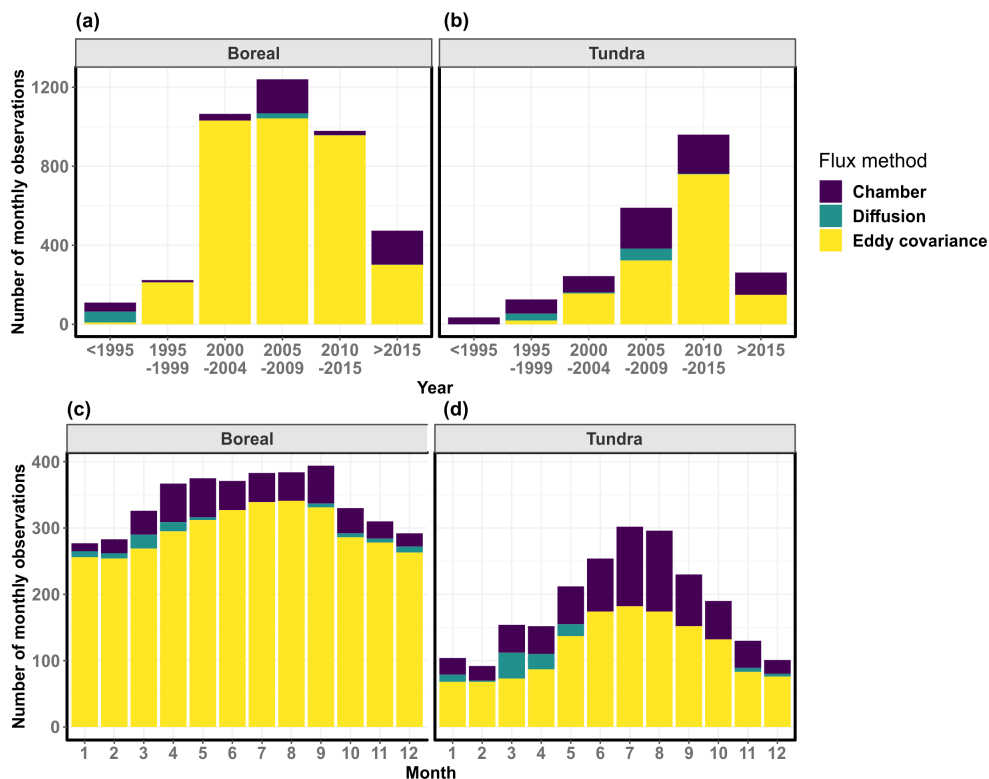 (a)
(b)
Boreal
Tundra
Number of monthly observations
1200
800
400
0
<1995
1995
-1999
2000
-2004
2005
-2009
2010
-2015
>2015
<1995
1995
-1999
2000
-2004
2005
-2009
2010
-2015
>2015
Year
Flux method
Chamber
Diffusion
Eddy covariance
(c)
(d)
Boreal
Tundra
Number of monthly observations
400
300
200
100
0
1 2 3 4 5 6 7 8 9 10 11 12
1 2 3 4 5 6 7 8 9 10 11 12
Month